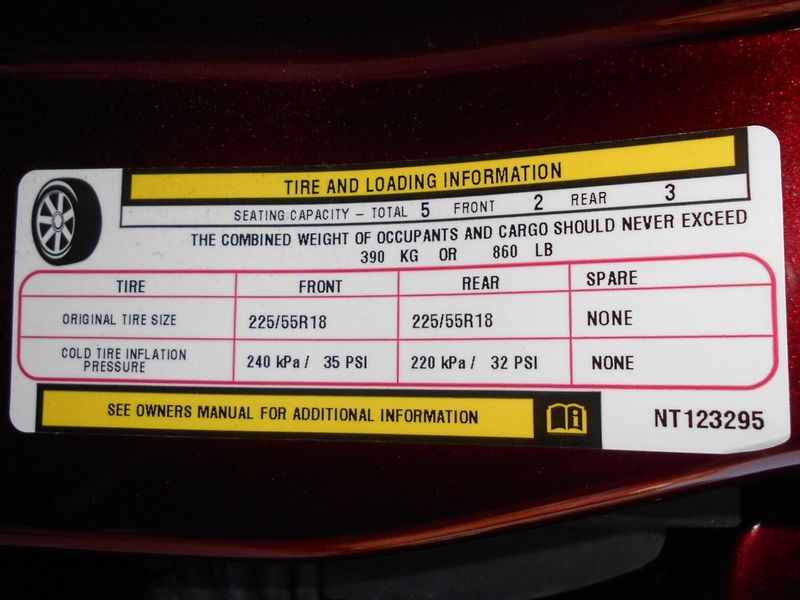 TIRE AND LOADING INFORMATION
SEATING CAPACITY – TOTAL 5 FRONT 2 REAR 3
THE COMBINED WEIGHT OF OCCUPANTS AND CARGO SHOULD NEVER EXCEED
390 KG OR 860 LB
TIRE FRONT REAR SPARE
ORIGINAL TIRE SIZE 225/55R18 225/55R18 NONE
COLD TIRE INFLATION
PRESSURE 240 kPa / 35 PSI 220 kPa / 32 PSI NONE
SEE OWNERS MANUAL FOR ADDITIONAL INFORMATION
NT123295